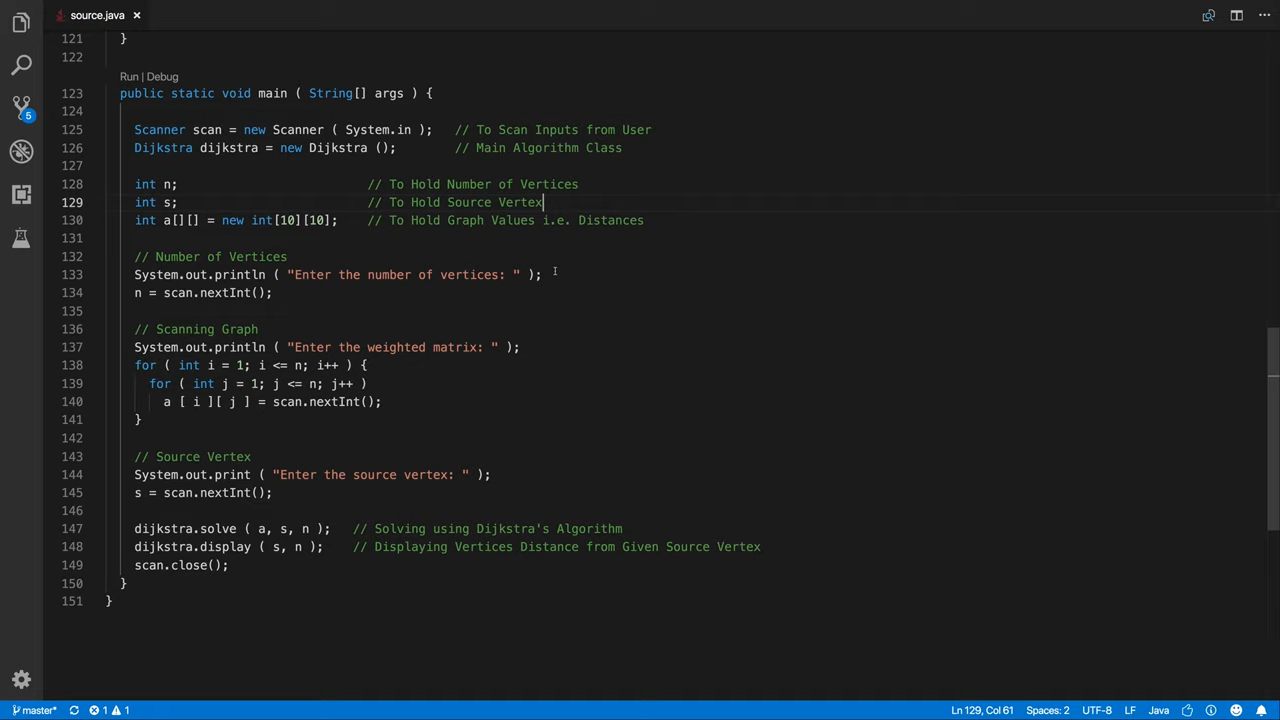 source.java
121 }
122
Run | Debug
123 public static void main ( String[] args ) {
124
125 Scanner scan = new Scanner ( System.in ); // To Scan Inputs from User
126 Dijkstra dijkstra = new Dijkstra (); // Main Algorithm Class
127
128 int n; // To Hold Number of Vertices
129 int s; // To Hold Source Vertex
130 int a[][] = new int[10][10]; // To Hold Graph Values i.e. Distances
131
132 // Number of Vertices
133 System.out.println ( "Enter the number of vertices: " );
134 n = scan.nextInt();
135
136 // Scanning Graph
137 System.out.println ( "Enter the weighted matrix: " );
138 for ( int i = 1; i <= n; i++ ) {
139 for ( int j = 1; j <= n; j++ )
140 a [ i ][ j ] = scan.nextInt();
141 }
142
143 // Source Vertex
144 System.out.print ( "Enter the source vertex: " );
145 s = scan.nextInt();
146
147 dijkstra.solve ( a, s, n ); // Solving using Dijkstra's Algorithm
148 dijkstra.display ( s, n ); // Displaying Vertices Distance from Given Source Vertex
149 scan.close();
150 }
151 }
5
master* 1 1 Ln 129, Col 61 Spaces: 2 UTF-8 LF Java